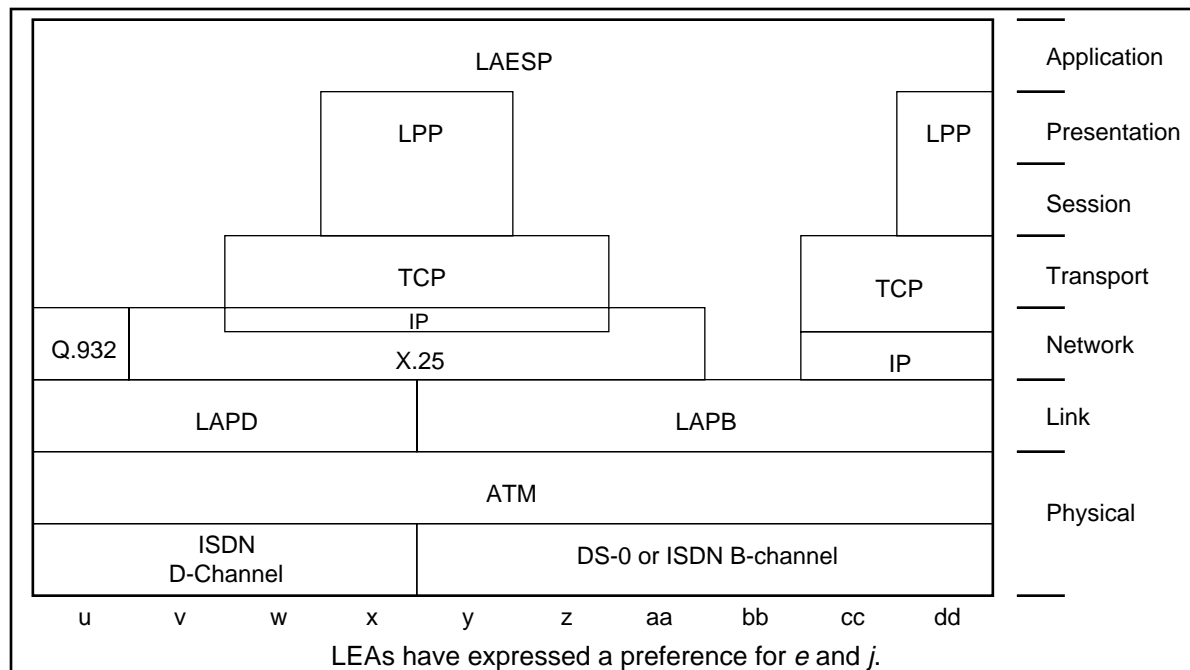 LAESP
Application
LPP
LPP
Presentation
Session
TCP
TCP
Transport
IP
Q.932
X.25
IP
Network
LAPD
LAPB
Link
ATM
Physical
ISDN
D-Channel
DS-0 or ISDN B-channel
u v w x y z aa bb cc dd
LEAs have expressed a preference for e and j.